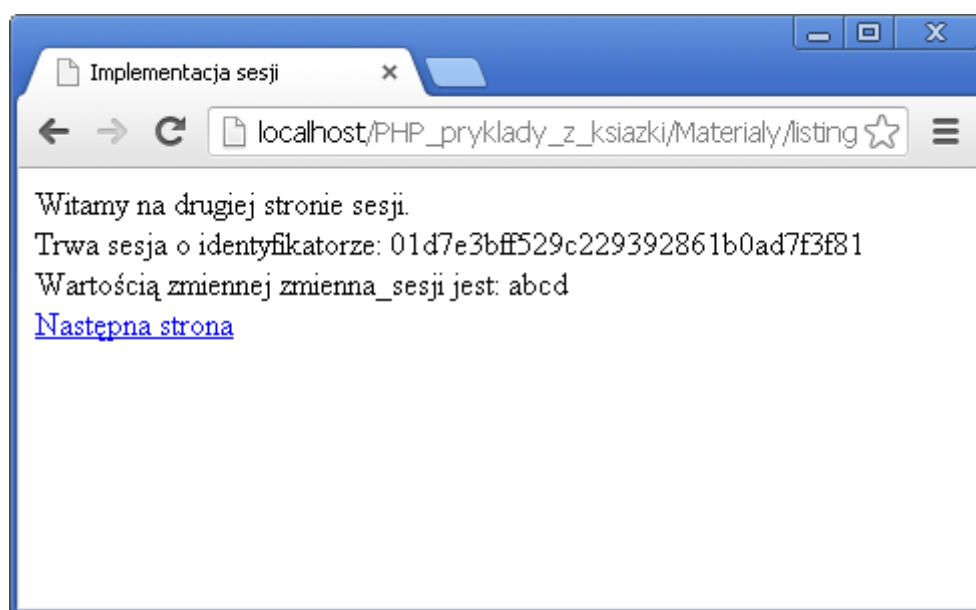 Implementacja sesji
localhost/PHP_pryklady_z_ksiazki/Materialy/listing
Witamy na drugiej stronie sesji.
Trwa sesja o identyfikatorze: 01d7e3bff529c229392861b0ad7f3f81
Wartością zmiennej zmienna_sesji jest: abcd
Następna strona